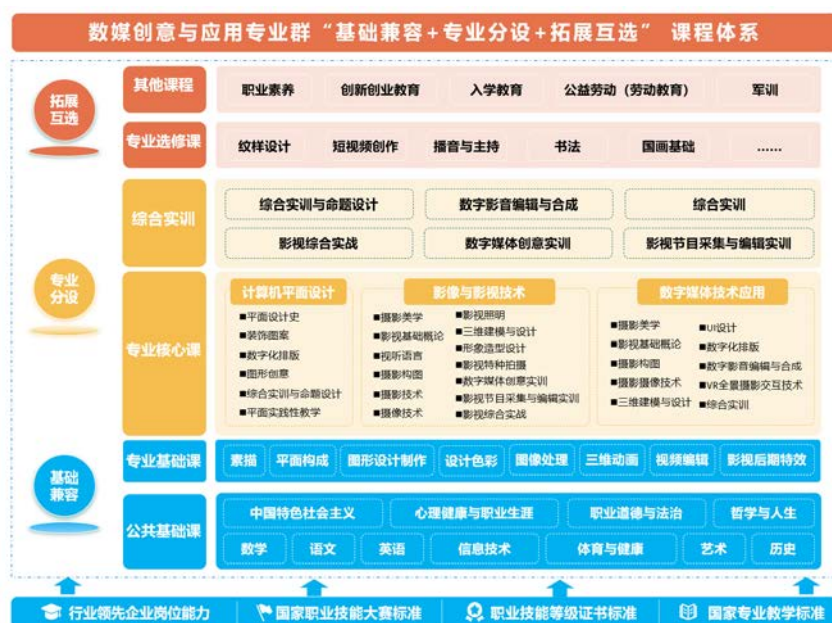 数媒创意与应用专业群“基础兼容+专业分设+拓展互选” 课程体系
拓展
互选
其他课程
职业素养 创新创业教育 入学教育 公益劳动（劳动教育） 军训
专业选修课
纹样设计 短视频创作 播音与主持 书法 国画基础 ……
专业
分设
综合实训
综合实训与命题设计 数字影音编辑与合成 综合实训
影视综合实战 数字媒体创意实训 影视节目采集与编辑实训
专业核心课
计算机平面设计
■平面设计史
■装饰图案
■数字化排版
■图形创意
■综合实训与命题设计
■平面实践性教学
影像与影视技术
■摄影美学
■影视基础概论
■视听语言
■摄影构图
■摄影技术
■摄像技术
■影视照明
■三维建模与设计
■形象造型设计
■影视特种拍摄
■数字媒体创意实训
■影视节目采集与编辑实训
■影视综合实战
数字媒体技术应用
■摄影美学
■影视基础概论
■摄影构图
■摄影摄像技术
■三维建模与设计
■UI设计
■数字化排版
■数字影音编辑与合成
■VR全景摄影交互技术
■综合实训
基础
兼容
专业基础课
素描 平面构成 图形设计制作 设计色彩 图像处理 三维动画 视频编辑 影视后期特效
公共基础课
中国特色社会主义 心理健康与职业生涯 职业道德与法治 哲学与人生
数学 语文 英语 信息技术 体育与健康 艺术 历史
行业领先企业岗位能力 国家职业技能大赛标准 职业技能等级证书标准 国家专业教学标准